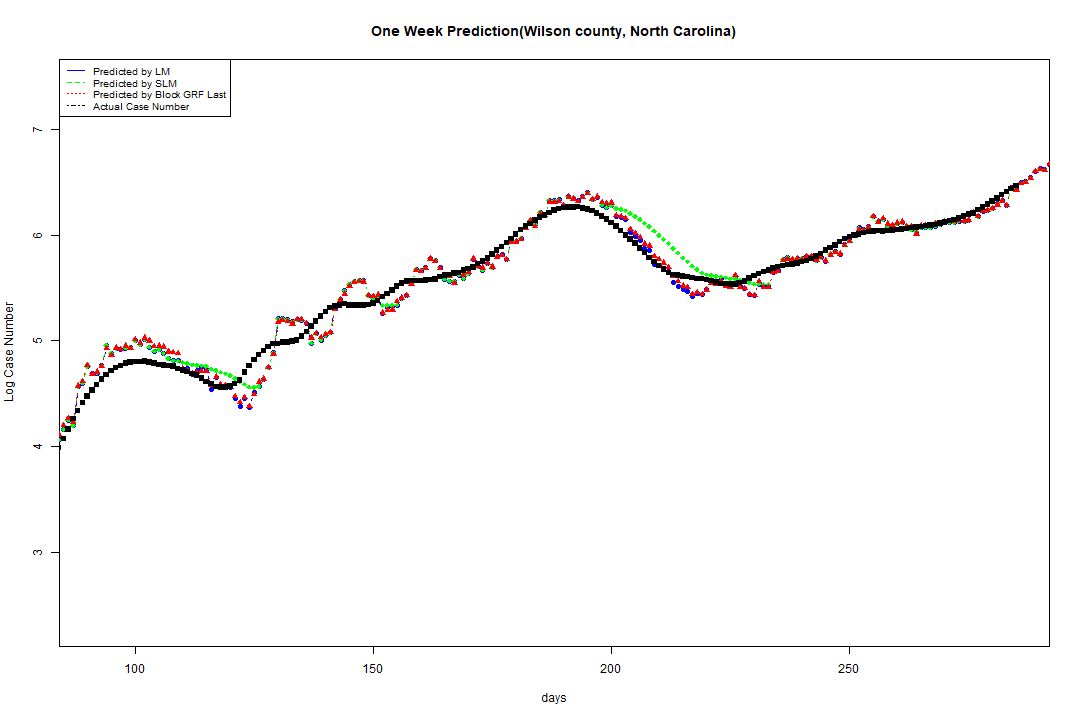 One Week Prediction(Wilson county, North Carolina)
Predicted by LM
Predicted by SLM
Predicted by Block GRF Last
Actual Case Number
7
6
5
4
3
Log Case Number
100 150 200 250
days